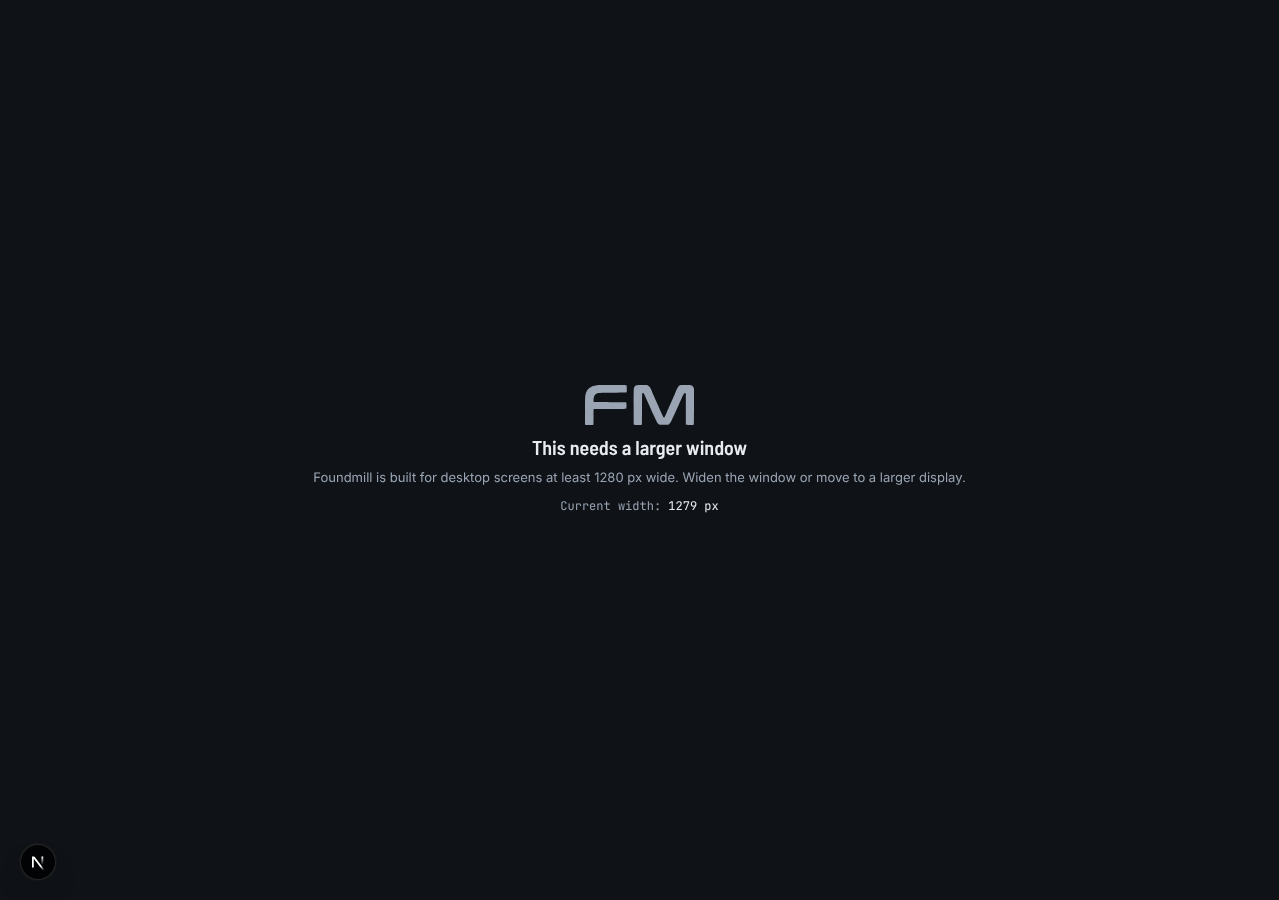 FM
This needs a larger window
Foundmill is built for desktop screens at least 1280 px wide. Widen the window or move to a larger display.
Current width: 1279 px
N